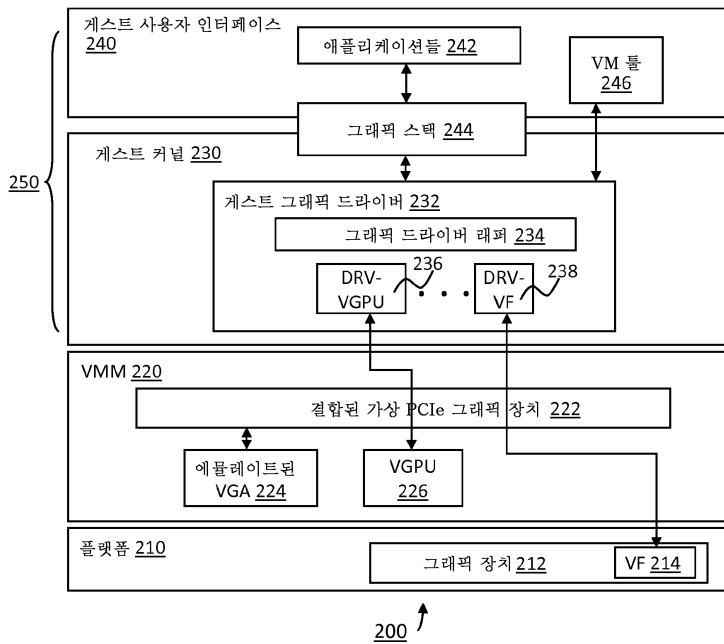 게스트 사용자 인터페이스
240
애플리케이션들 242
VM 툴
246
그래픽 스택
244
250
게스트 커널 230
게스트 그래픽 드라이버 232
그래픽 드라이버 래퍼 234
DRV-
VGPU
236
. . .
DRV-
VF
238
VMM 220
결합된 가상 PCIe 그래픽 장치 222
에뮬레이트된
VGA 224
VGPU
226
플랫폼 210
그래픽 장치 212
VF 214
200